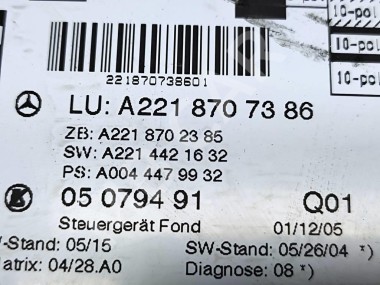 10-pol
10-pol
10-pol
221870738601
LU: A221 870 73 86
ZB: A221 870 23 85
SW: A221 442 16 32
PS: A004 447 99 32
05 0794 91 Q01
Steuergerät Fond 01/12/05
-Stand: 05/15 SW-Stand: 05/26/04 *)
atrix: 04/28.A0 Diagnose: 08 *)